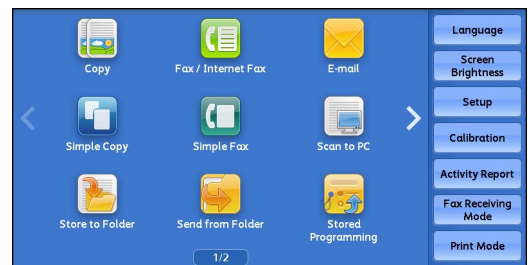 Copy
Fax / Internet Fax
E-mail
Simple Copy
Simple Fax
Scan to PC
Store to Folder
Send from Folder
Stored
Programming
1/2
Language
Screen
Brightness
Setup
Calibration
Activity Report
Fax Receiving
Mode
Print Mode